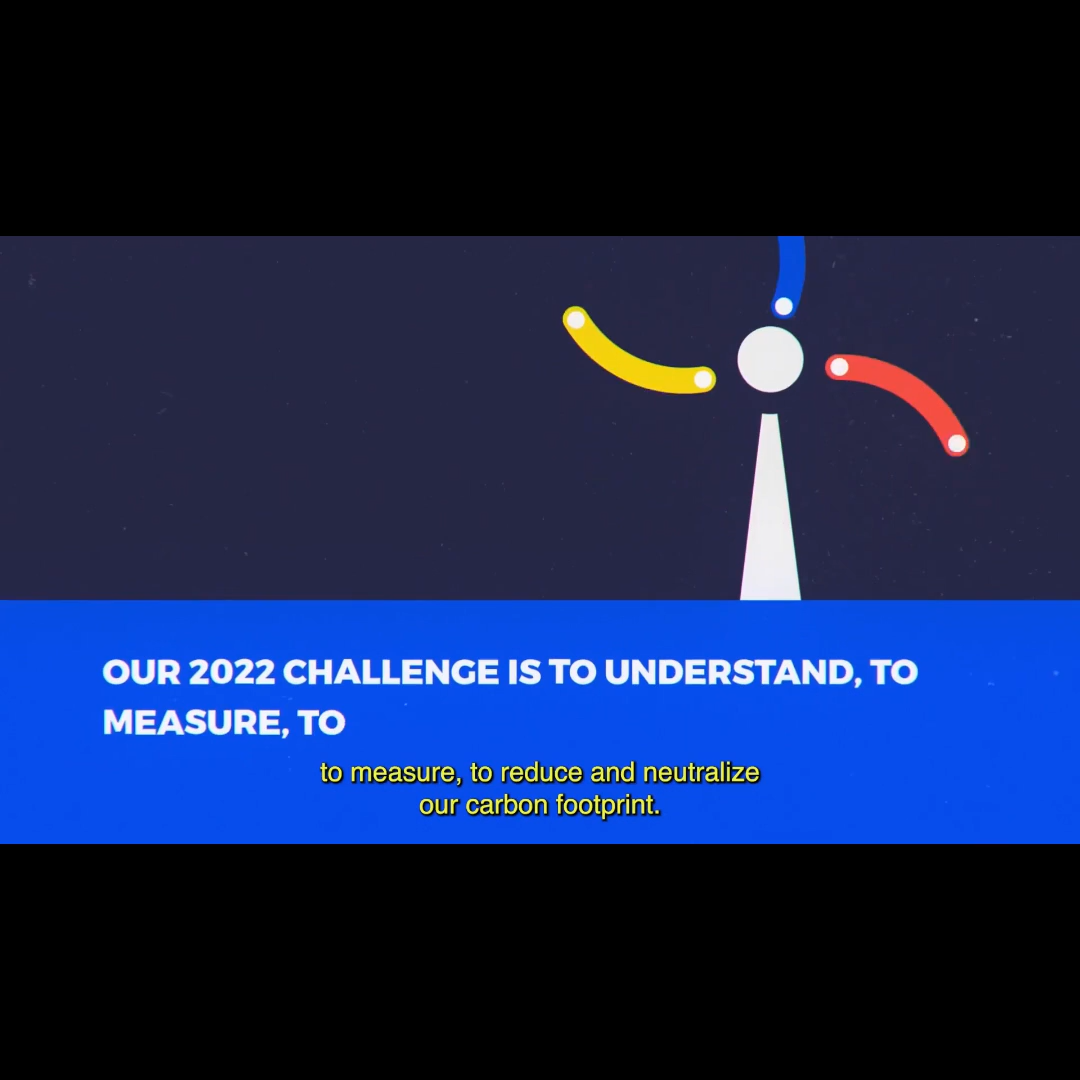 OUR 2022 CHALLENGE IS TO UNDERSTAND, TO
MEASURE, TO
to measure, to reduce and neutralize
our carbon footprint.